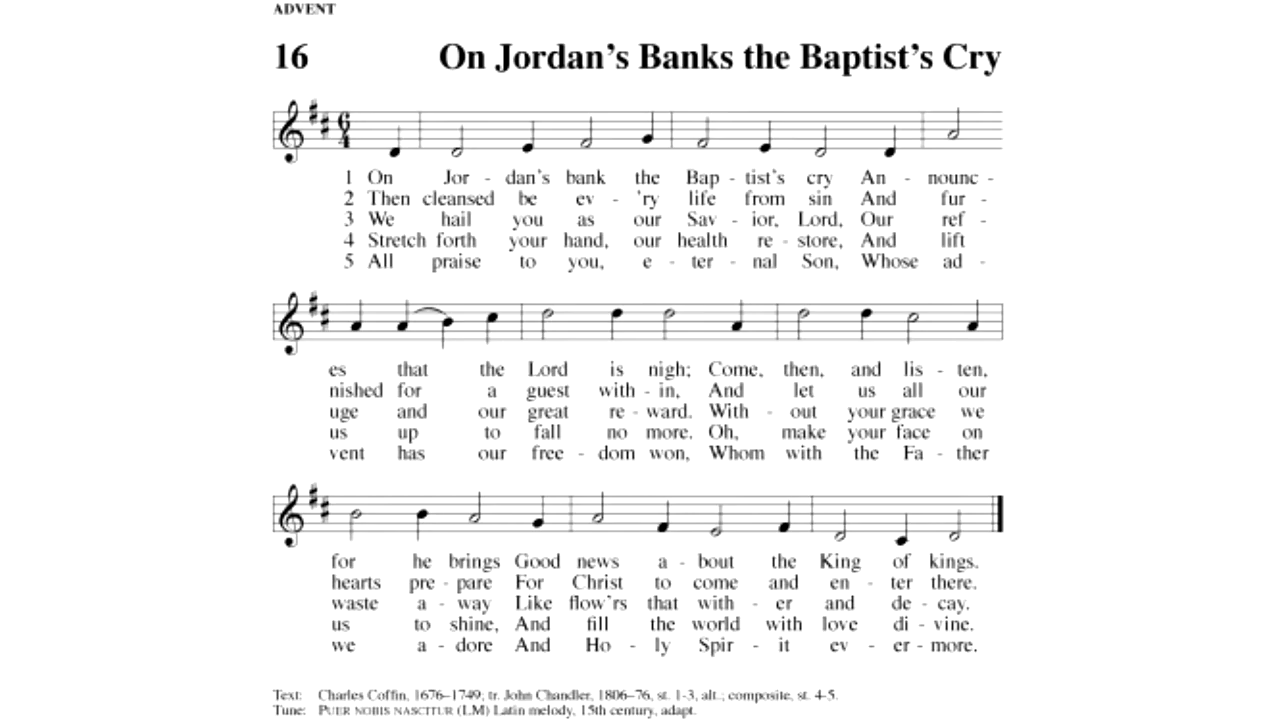 ADVENT
16 On Jordan's Banks the Baptist's Cry
6
4
1 On Jor - dan's bank the Bap - tist's cry An - nounc -
2 Then cleansed be ev - 'ry life from sin And fur -
3 We hail you as our Sav - ior, Lord, Our ref -
4 Stretch forth your hand, our health re - store, And lift
5 All praise to you, e - ter - nal Son, Whose ad -
es that the Lord is nigh; Come, then, and lis - ten,
nished for a guest with - in, And let us all our
uge and our great re - ward. With - out your grace we
us up to fall no more. Oh, make your face on
vent has our free - dom won, Whom with the Fa - ther
for he brings Good news a - bout the King of kings.
hearts pre - pare For Christ to come and en - ter there.
waste a - way Like flow'rs that with - er and de - cay.
us to shine, And fill the world with love di - vine.
we a - dore And Ho - ly Spir - it ev - er - more.
Text: Charles Coffin, 1676–1749; tr. John Chandler, 1806–76, st. 1-3, alt.; composite, st. 4-5.
Tune: PUER NOBIS NASCITUR (LM) Latin melody, 15th century, adapt.